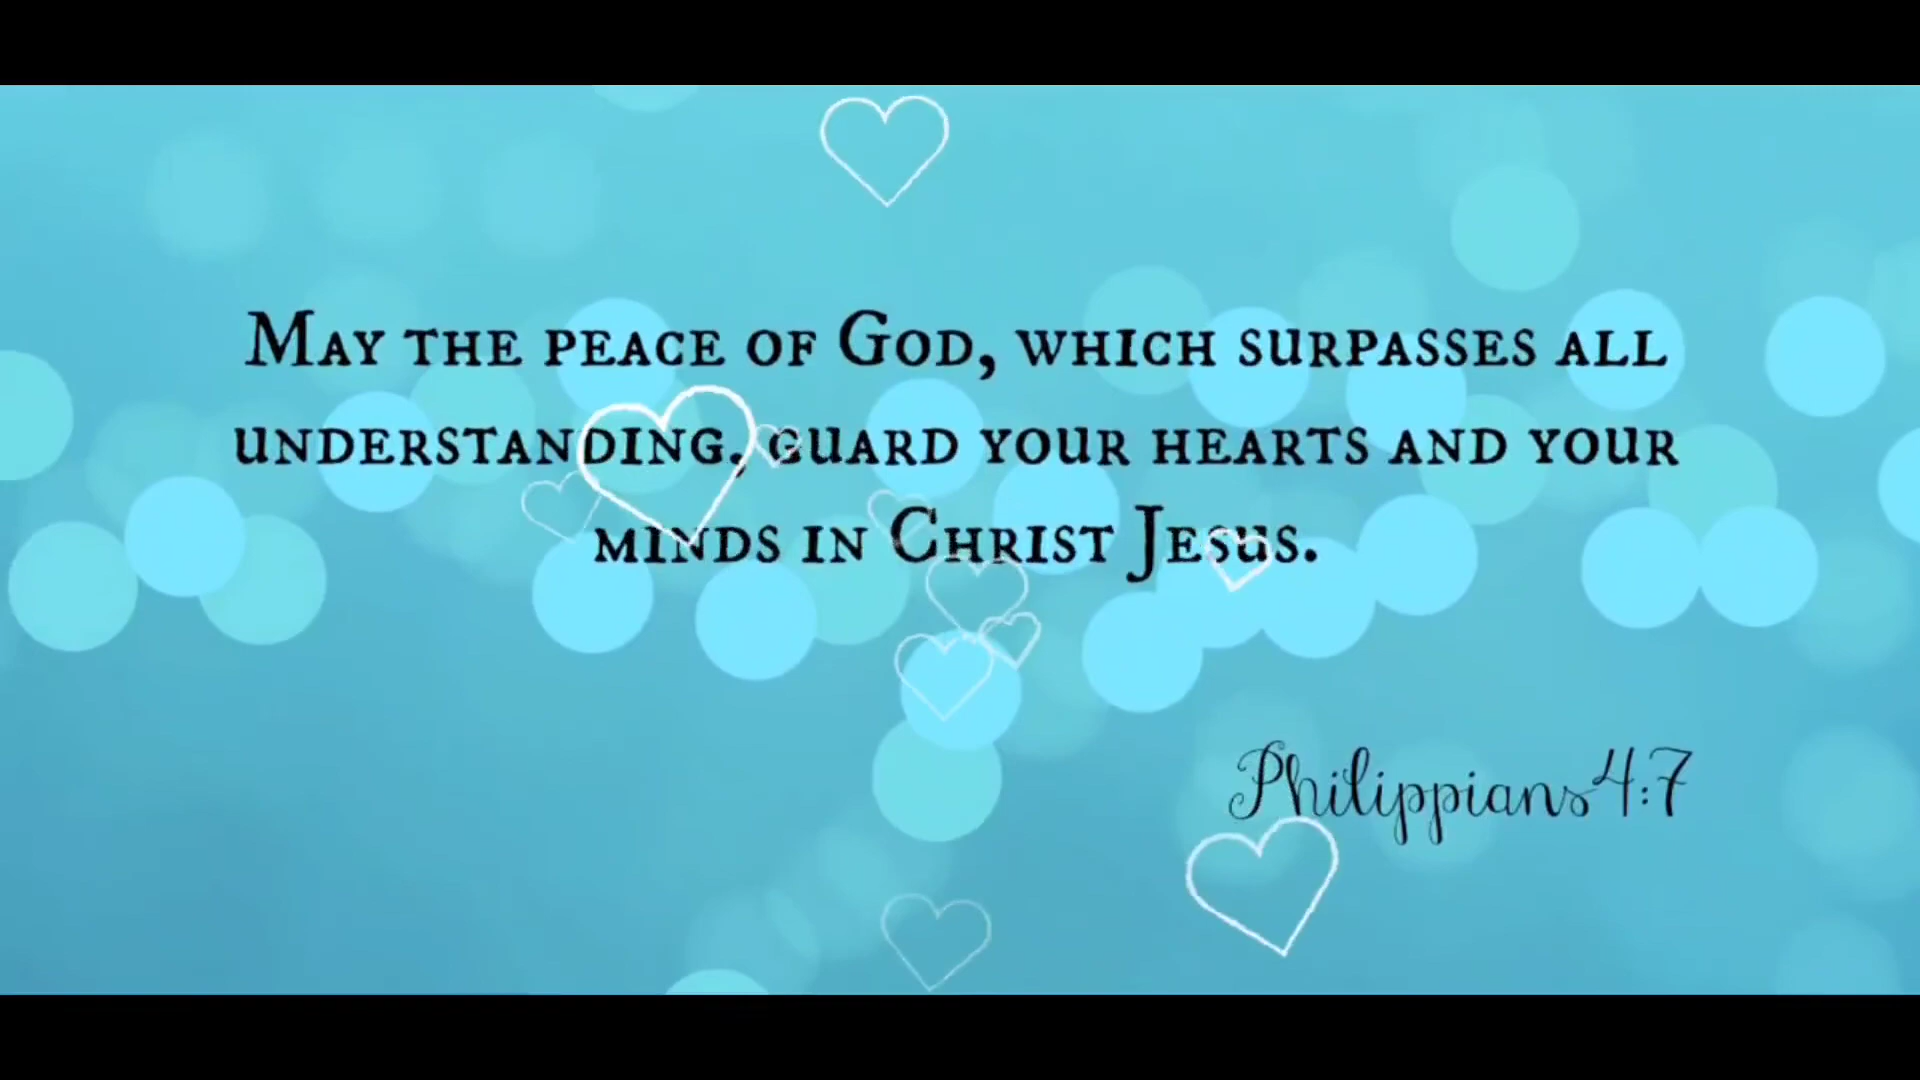 May the peace of God, which surpasses all
understanding, guard your hearts and your
minds in Christ Jesus.
Philippians 4:7